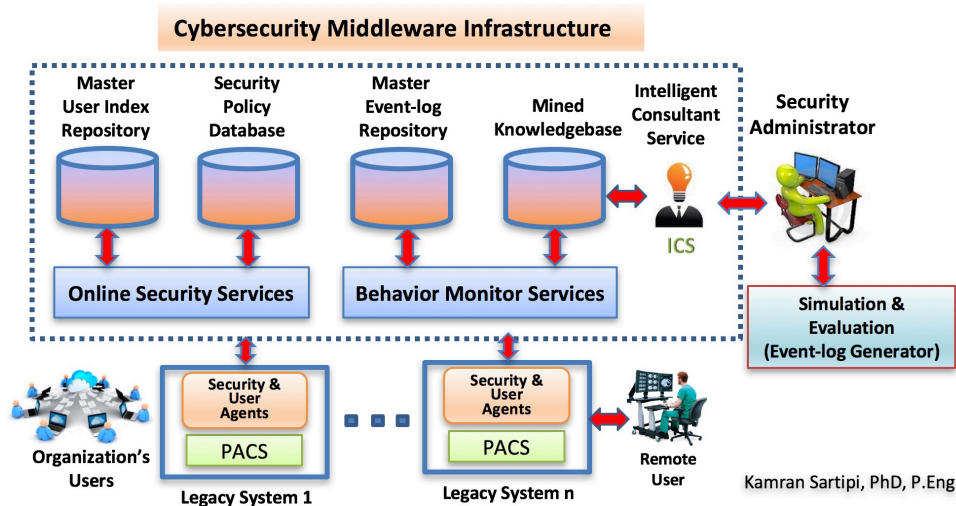 Cybersecurity Middleware Infrastructure
Master
User Index
Repository
Security
Policy
Database
Master
Event-log
Repository
Mined
Knowledgebase
Intelligent
Consultant
Service
ICS
Security
Administrator
Online Security Services
Behavior Monitor Services
Simulation &
Evaluation
(Event-log Generator)
Organization's
Users
Security &
User
Agents
PACS
Legacy System 1
Security &
User
Agents
PACS
Legacy System n
Remote
User
Kamran Sartipi, PhD, P.Eng